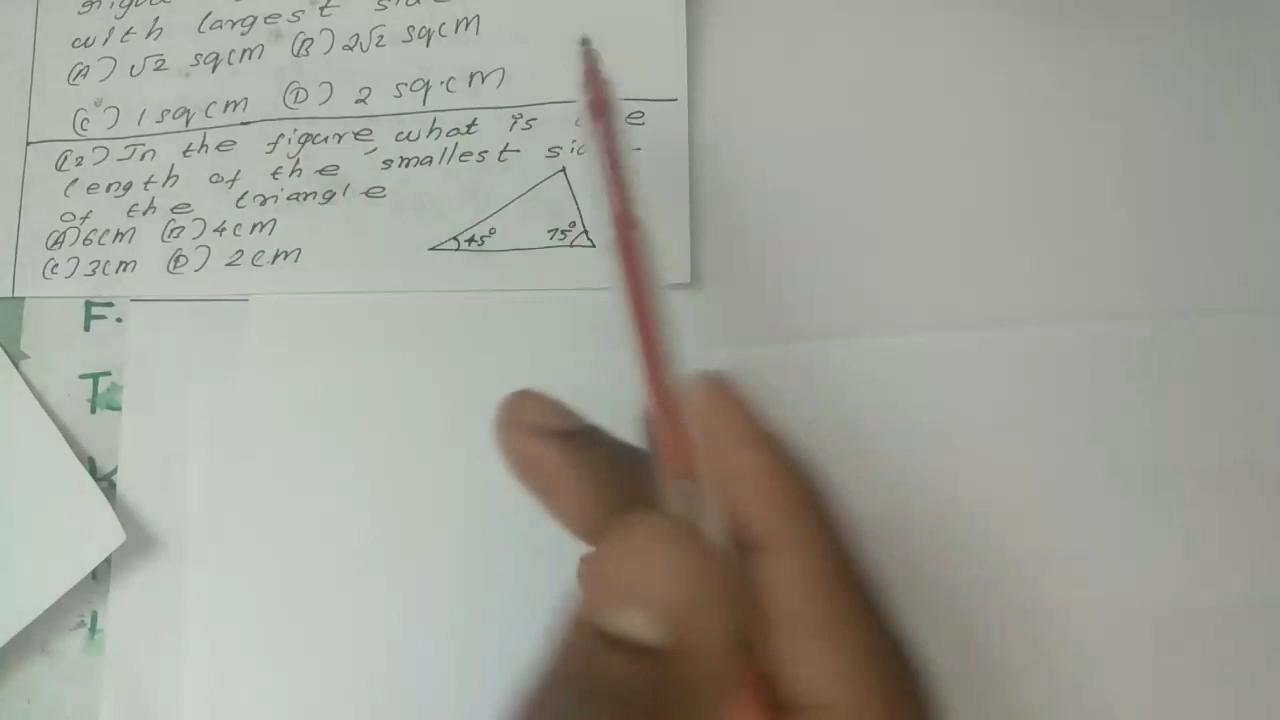 with largest
(A) √2 sqcm (B) 2√2 sqcm
(C) 1 sqcm (D) 2 sq.cm
(12) In the figure, what is
length of the smallest
of the triangle
(A) 6cm (B) 4cm
(C) 3cm (D) 2cm
45° 75°
F.